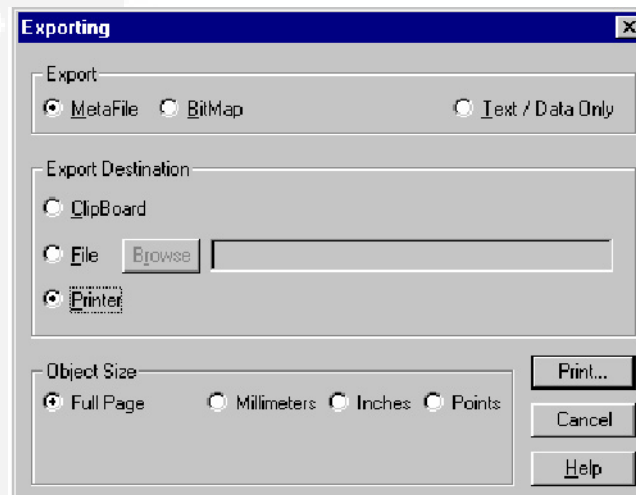 Exporting
Export
MetaFile BitMap Text / Data Only
Export Destination
ClipBoard
File Browse
Printer
Object Size
Full Page Millimeters Inches Points
Print...
Cancel
Help